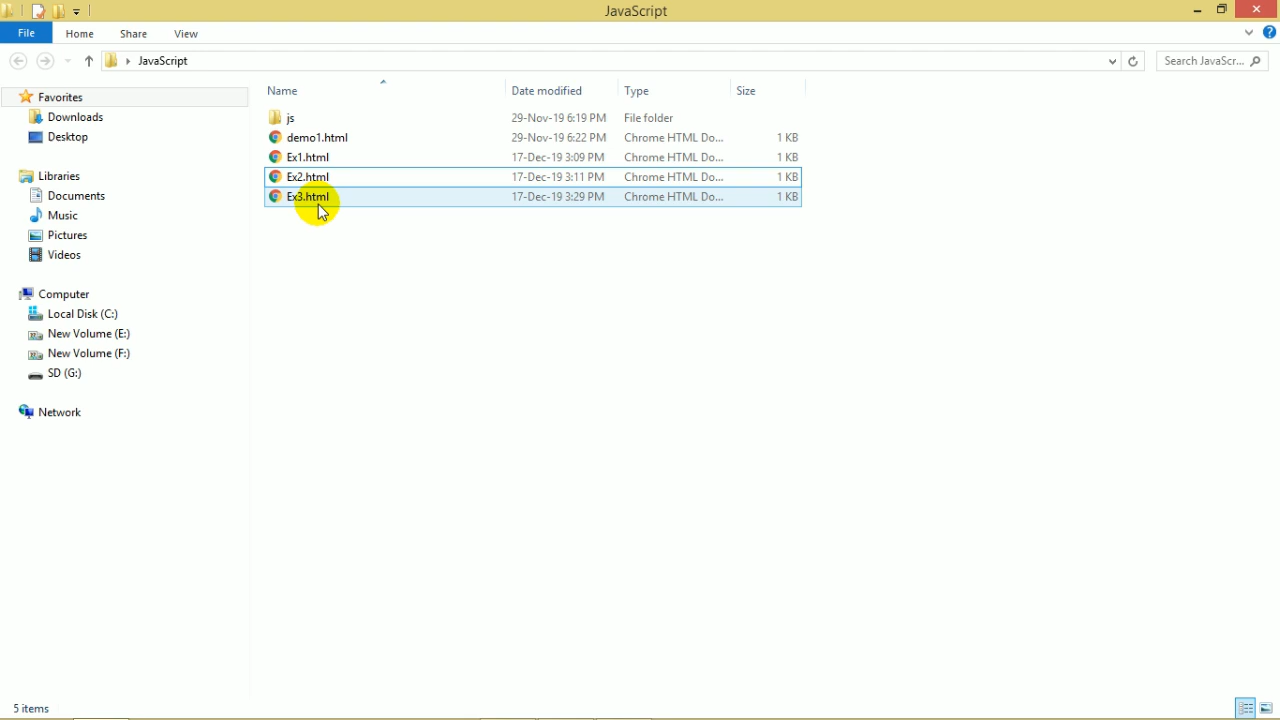 JavaScript
File Home Share View
JavaScript Search JavaScr...
Name Date modified Type Size
Favorites
Downloads
Desktop
Libraries
Documents
Music
Pictures
Videos
Computer
Local Disk (C:)
New Volume (E:)
New Volume (F:)
SD (G:)
Network
js 29-Nov-19 6:19 PM File folder
demo1.html 29-Nov-19 6:22 PM Chrome HTML Do... 1 KB
Ex1.html 17-Dec-19 3:09 PM Chrome HTML Do... 1 KB
Ex2.html 17-Dec-19 3:11 PM Chrome HTML Do... 1 KB
Ex3.html 17-Dec-19 3:29 PM Chrome HTML Do... 1 KB
5 items